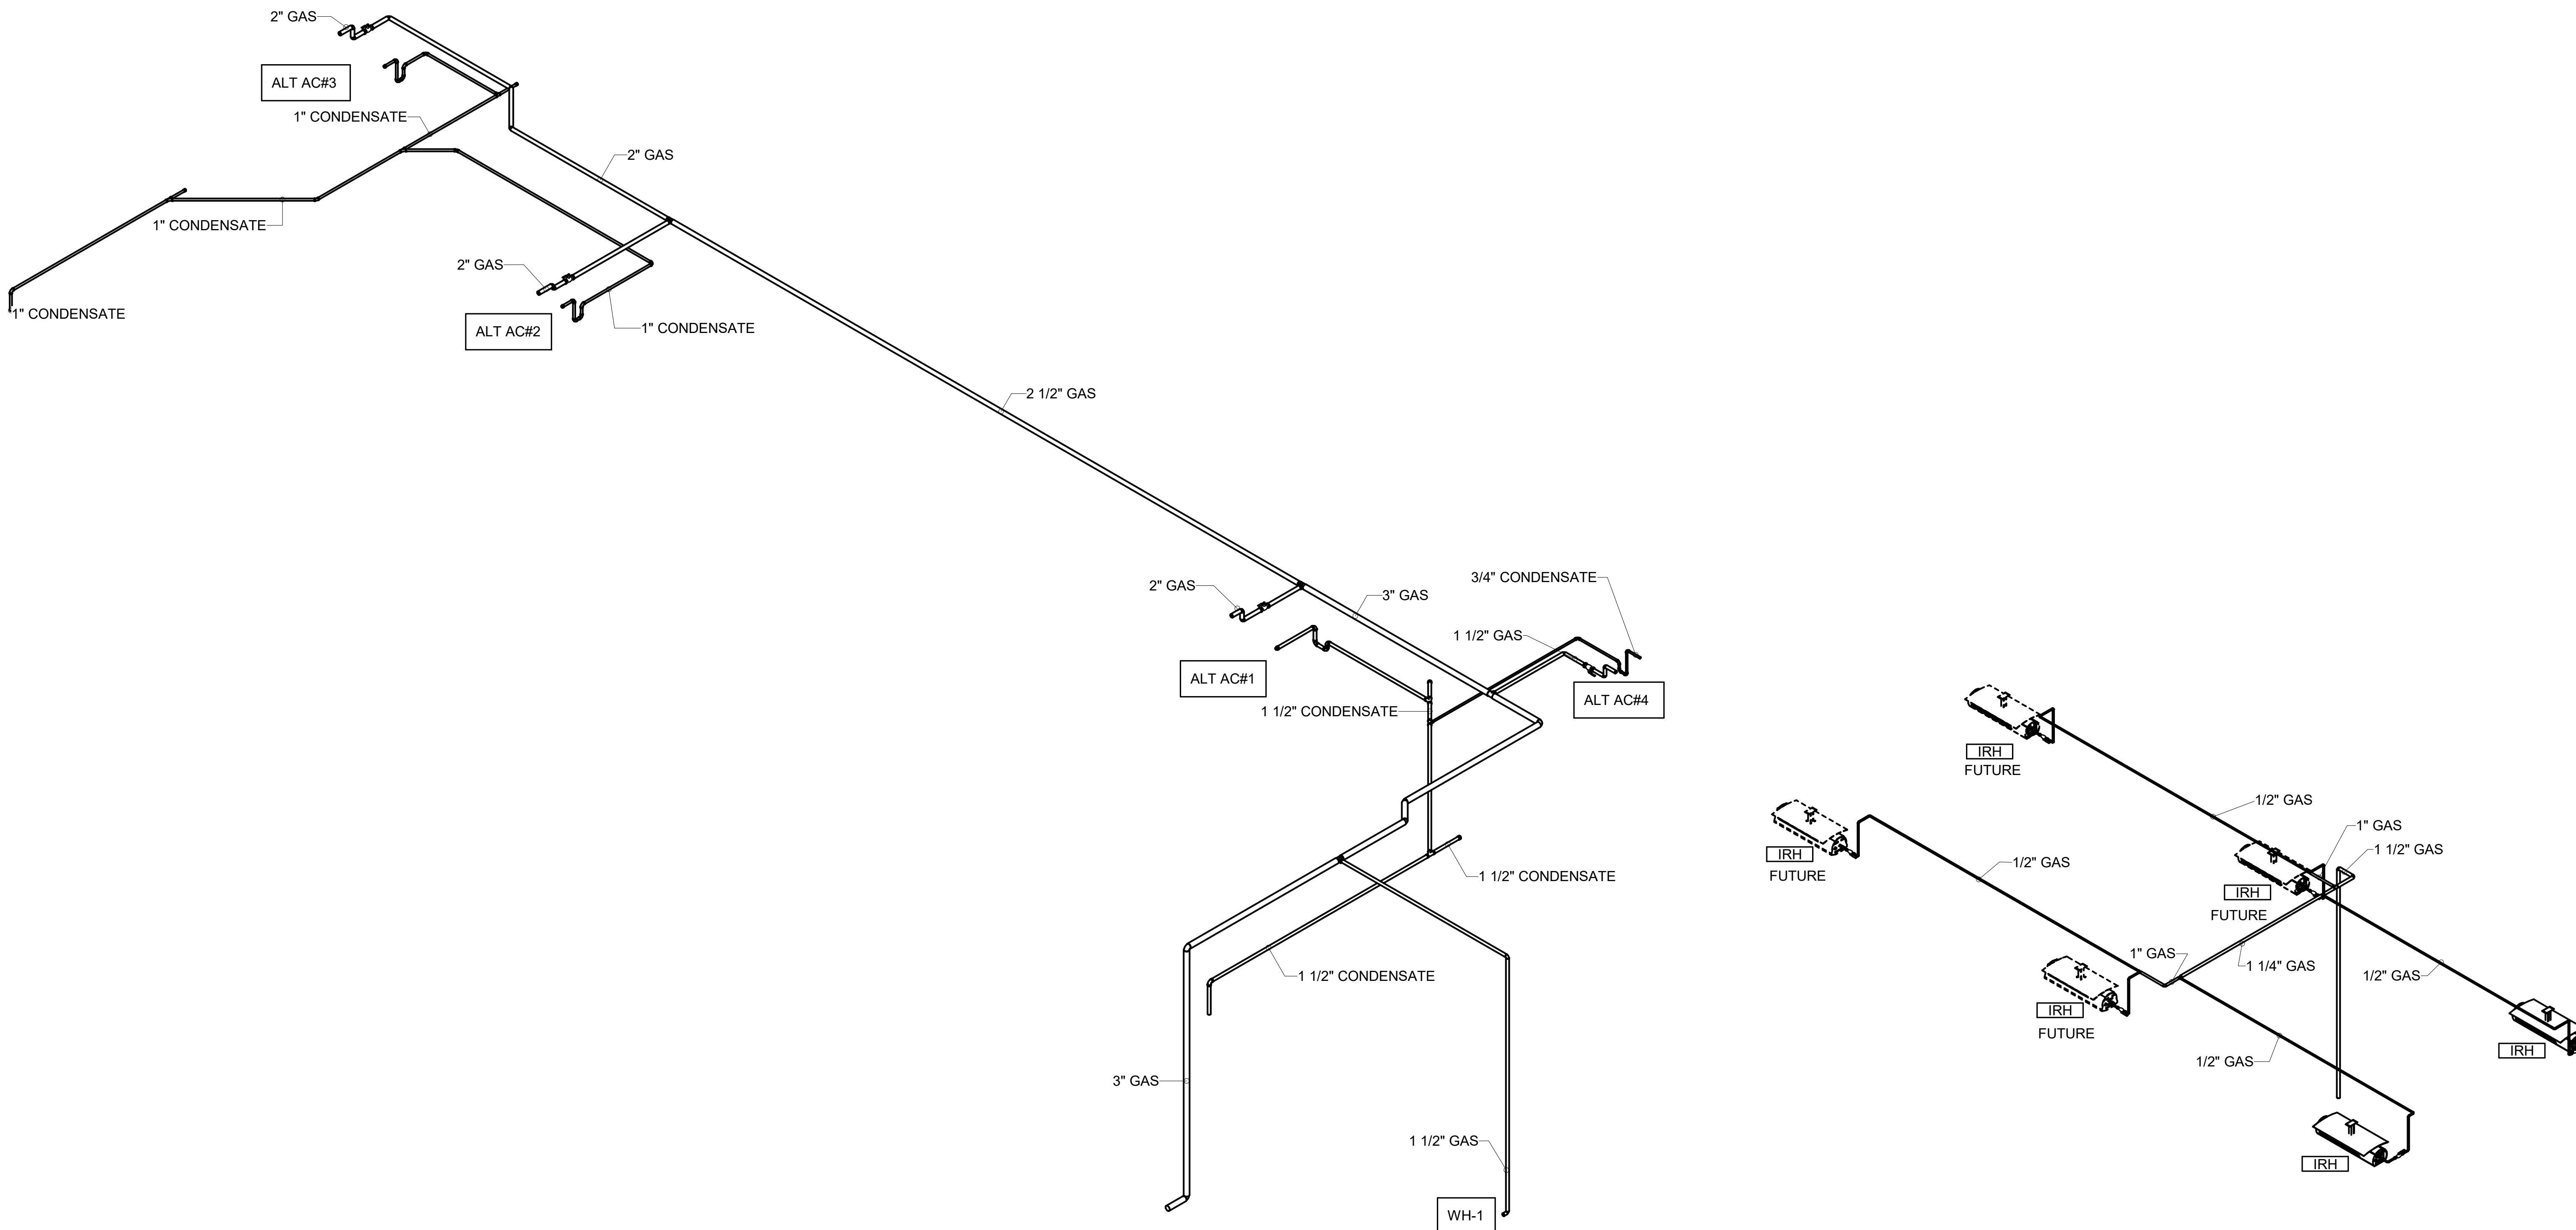 2" GAS
ALT AC#3
1" CONDENSATE
2" GAS
1" CONDENSATE
2" GAS
1" CONDENSATE
ALT AC#2
1" CONDENSATE
2 1/2" GAS
3/4" CONDENSATE
2" GAS
3" GAS
1 1/2" GAS
ALT AC#1
ALT AC#4
1 1/2" CONDENSATE
IRH
FUTURE
1/2" GAS
1" GAS
1 1/2" GAS
IRH
FUTURE
1/2" GAS
1 1/2" CONDENSATE
IRH
FUTURE
1" GAS
1 1/4" GAS
1/2" GAS
1 1/2" CONDENSATE
IRH
FUTURE
IRH
1/2" GAS
3" GAS
1 1/2" GAS
IRH
WH-1